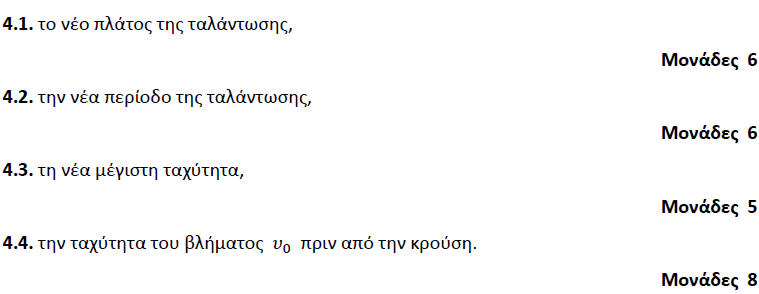 4.1. το νέο πλάτος της ταλάντωσης,
Μονάδες 6
4.2. την νέα περίοδο της ταλάντωσης,
Μονάδες 6
4.3. τη νέα μέγιστη ταχύτητα,
Μονάδες 5
4.4. την ταχύτητα του βλήματος υ₀ πριν από την κρούση.
Μονάδες 8